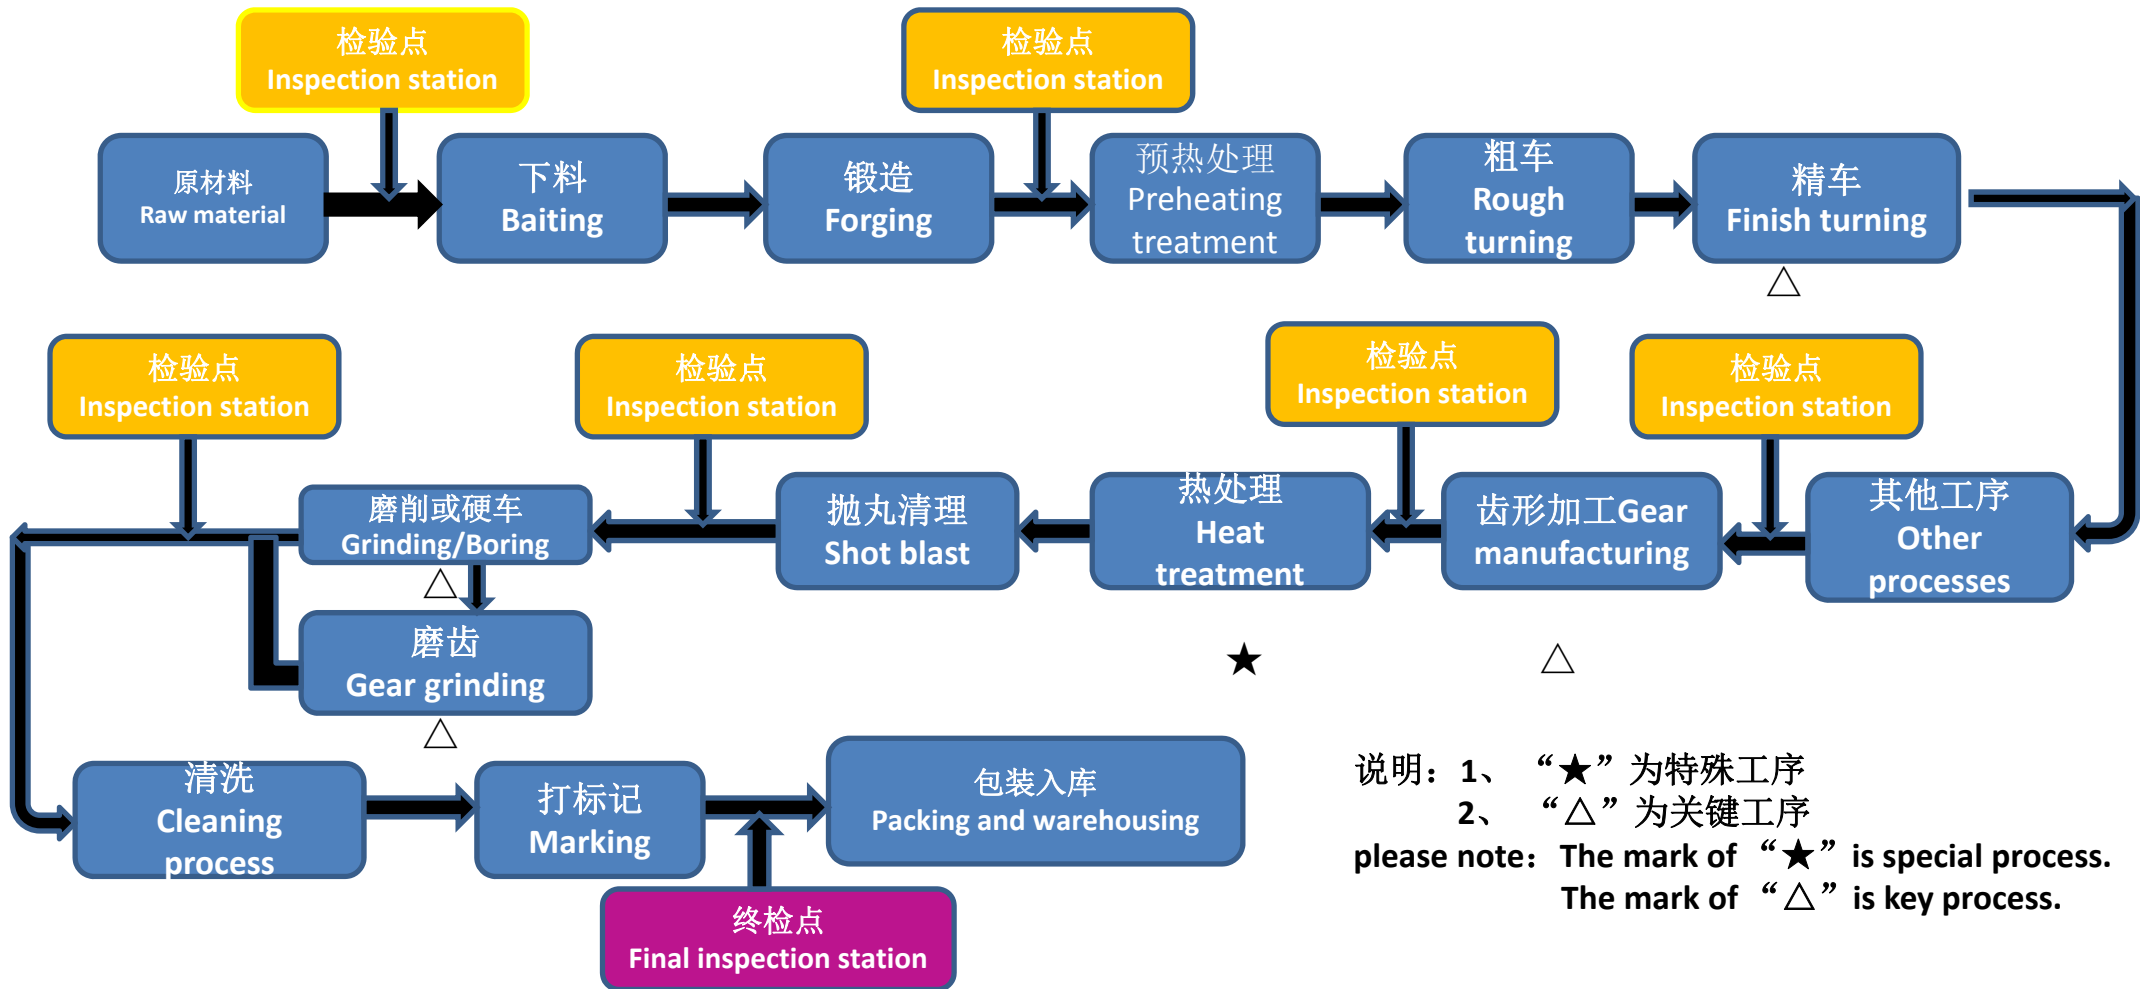 检验点
Inspection station
检验点
Inspection station
原材料
Raw material
下料
Baiting
锻造
Forging
预热处理
Preheating
treatment
粗车
Rough
turning
精车
Finish turning
△
检验点
Inspection station
检验点
Inspection station
检验点
Inspection station
检验点
Inspection station
磨削或硬车
Grinding/Boring
△
抛丸清理
Shot blast
热处理
Heat
treatment
齿形加工Gear
manufacturing
其他工序
Other
processes
磨齿
Gear grinding
△
★
△
清洗
Cleaning
process
打标记
Marking
包装入库
Packing and warehousing
终检点
Final inspection station
说明：1、 “★”为特殊工序
2、 “△”为关键工序
please note： The mark of “★” is special process.
The mark of “△” is key process.